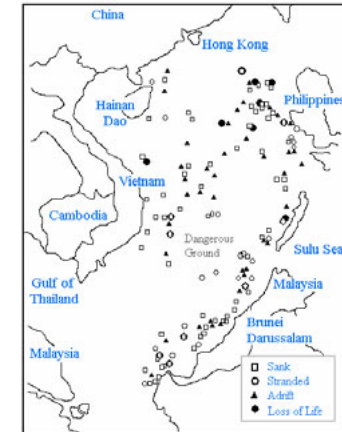 China
Hong Kong
Hainan
Dao
Philippines
Vietnam
Cambodia
Dangerous
Ground
Sulu Sea
Gulf of
Thailand
Malaysia
Brunei
Darussalam
Malaysia
Sank
Stranded
Adrift
Loss of Life